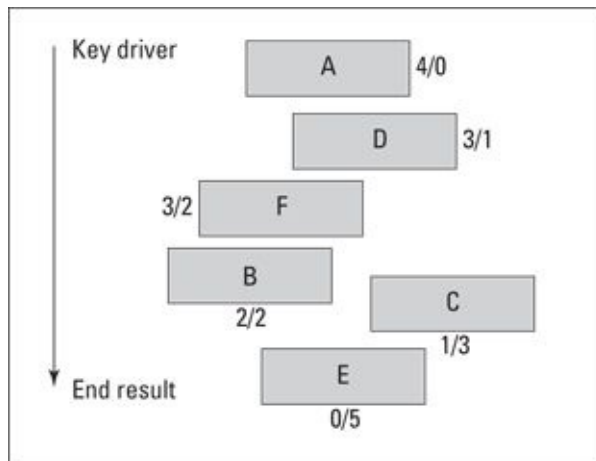 Key driver
A 4/0
D 3/1
3/2 F
B
2/2
C
1/3
E
End result
0/5